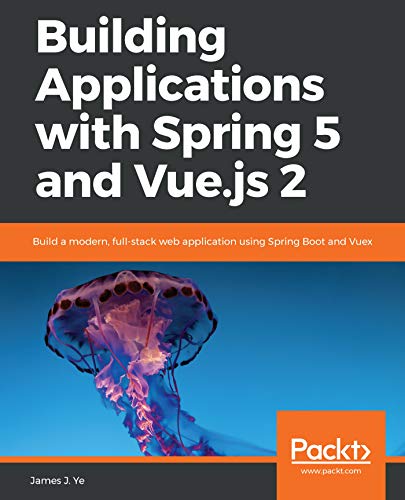 Building
Applications
with Spring 5
and Vue.js 2
Build a modern, full-stack web application using Spring Boot and Vuex
Packt>
www.packt.com
James J. Ye